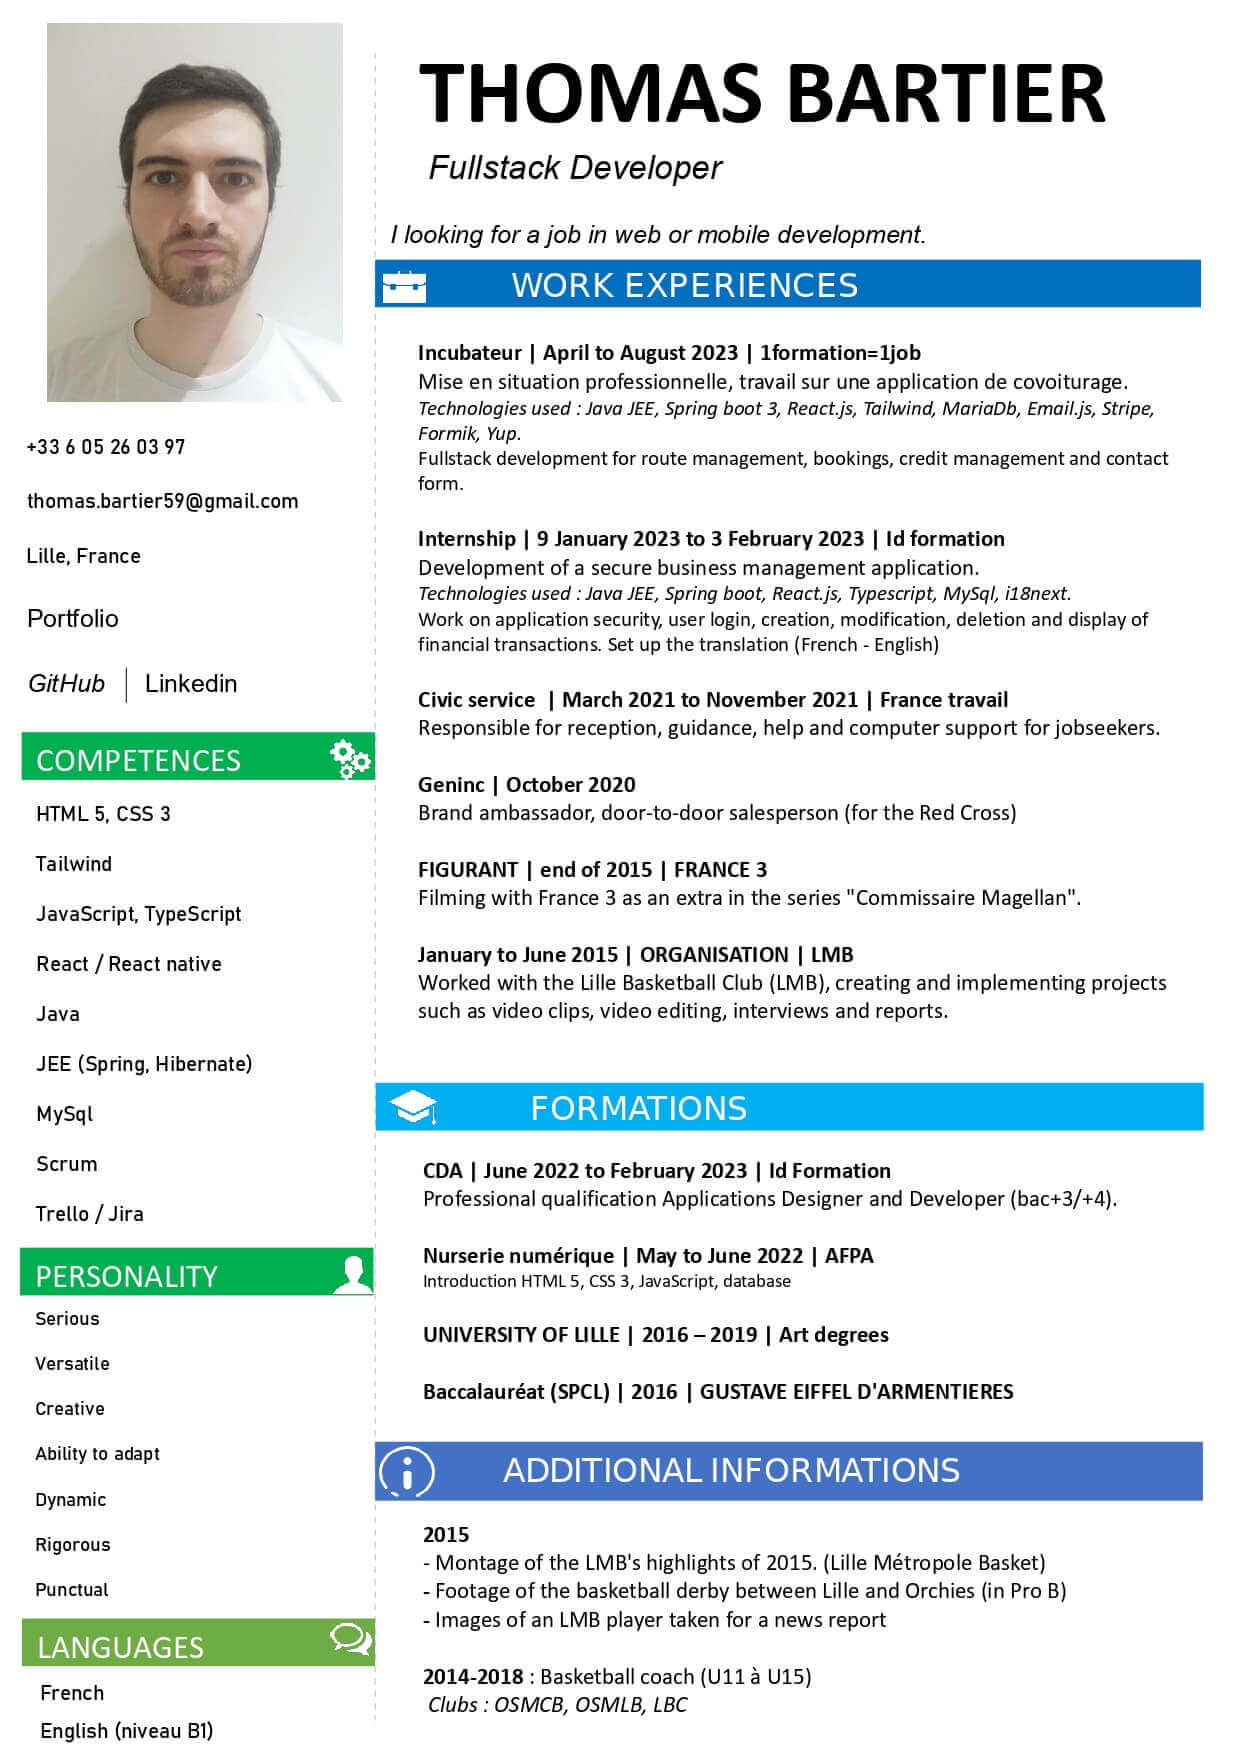 THOMAS BARTIER
Fullstack Developer
I looking for a job in web or mobile development.
+33 6 05 26 03 97
thomas.bartier59@gmail.com
Lille, France
Portfolio
GitHub | Linkedin
COMPETENCES
HTML 5, CSS 3
Tailwind
JavaScript, TypeScript
React / React native
Java
JEE (Spring, Hibernate)
MySql
Scrum
Trello / Jira
PERSONALITY
Serious
Versatile
Creative
Ability to adapt
Dynamic
Rigorous
Punctual
LANGUAGES
French
English (niveau B1)
WORK EXPERIENCES
Incubateur | April to August 2023 | 1formation=1job
Mise en situation professionnelle, travail sur une application de covoiturage.
Technologies used : Java JEE, Spring boot 3, React.js, Tailwind, MariaDb, Email.js, Stripe,
Formik, Yup.
Fullstack development for route management, bookings, credit management and contact
form.
Internship | 9 January 2023 to 3 February 2023 | Id formation
Development of a secure business management application.
Technologies used : Java JEE, Spring boot, React.js, Typescript, MySql, i18next.
Work on application security, user login, creation, modification, deletion and display of
financial transactions. Set up the translation (French - English)
Civic service | March 2021 to November 2021 | France travail
Responsible for reception, guidance, help and computer support for jobseekers.
Geninc | October 2020
Brand ambassador, door-to-door salesperson (for the Red Cross)
FIGURANT | end of 2015 | FRANCE 3
Filming with France 3 as an extra in the series "Commissaire Magellan".
January to June 2015 | ORGANISATION | LMB
Worked with the Lille Basketball Club (LMB), creating and implementing projects
such as video clips, video editing, interviews and reports.
FORMATIONS
CDA | June 2022 to February 2023 | Id Formation
Professional qualification Applications Designer and Developer (bac+3/+4).
Nurserie numérique | May to June 2022 | AFPA
Introduction HTML 5, CSS 3, JavaScript, database
UNIVERSITY OF LILLE | 2016 – 2019 | Art degrees
Baccalauréat (SPCL) | 2016 | GUSTAVE EIFFEL D'ARMENTIERES
ADDITIONAL INFORMATIONS
2015
- Montage of the LMB's highlights of 2015. (Lille Métropole Basket)
- Footage of the basketball derby between Lille and Orchies (in Pro B)
- Images of an LMB player taken for a news report
2014-2018 : Basketball coach (U11 à U15)
Clubs : OSMCB, OSMLB, LBC